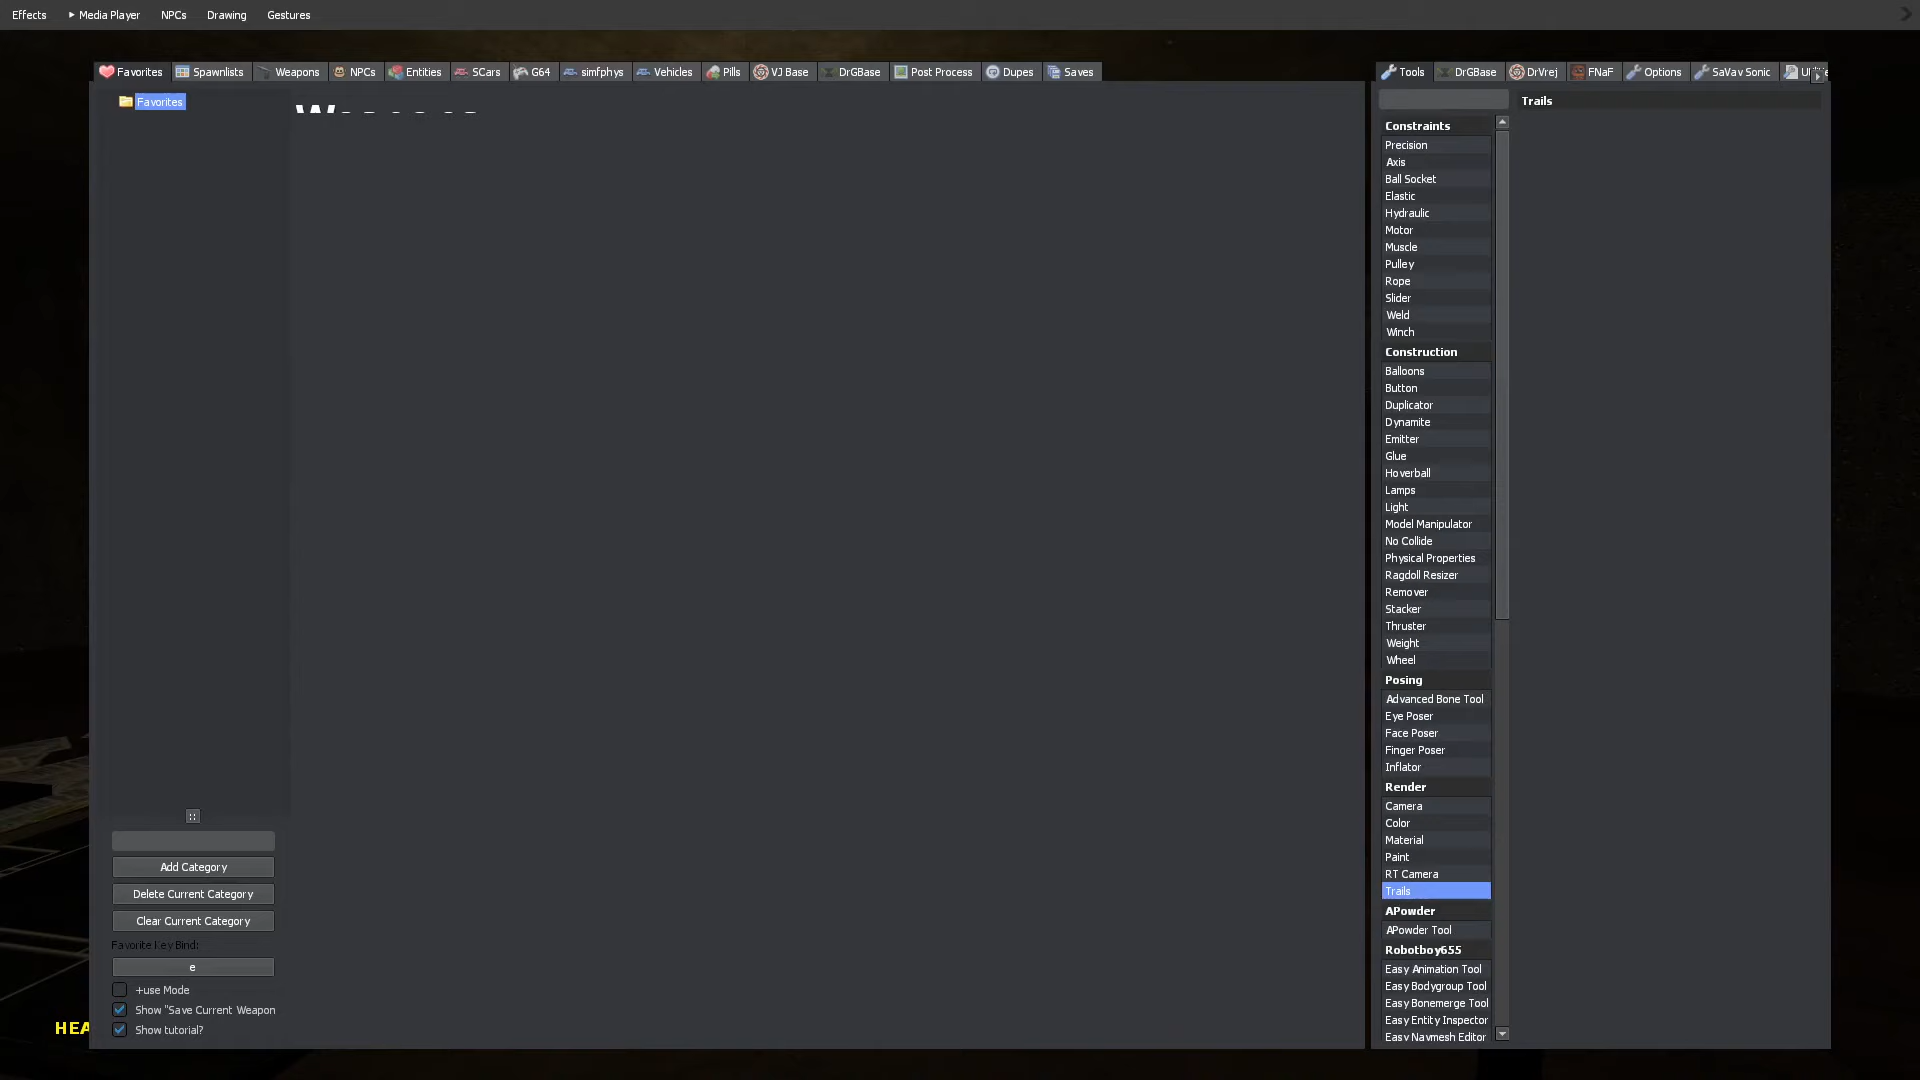 Effects Media Player NPCs Drawing Gestures
Favorites Spawnlists Weapons NPCs Entities SCars G64 simfphys Vehicles Pills VJ Base DrGBase Post Process Dupes Saves
Tools DrGBase DrVrej FNaF Options SaVav Sonic
Favorites
Trails
Constraints
Precision
Axis
Ball Socket
Elastic
Hydraulic
Motor
Muscle
Pulley
Rope
Slider
Weld
Winch
Construction
Balloons
Button
Duplicator
Dynamite
Emitter
Glue
Hoverball
Lamps
Light
Model Manipulator
No Collide
Physical Properties
Ragdoll Resizer
Remover
Stacker
Thruster
Weight
Wheel
Posing
Advanced Bone Tool
Eye Poser
Face Poser
Finger Poser
Inflator
Render
Camera
Color
Material
Paint
RT Camera
Trails
APowder
APowder Tool
Robotboy655
Easy Animation Tool
Easy Bodygroup Tool
Easy Bonemerge Tool
Easy Entity Inspector
Easy Navmesh Editor
Add Category
Delete Current Category
Clear Current Category
Favorite Key Bind:
e
+use Mode
Show "Save Current Weapon
Show tutorial?
HEA